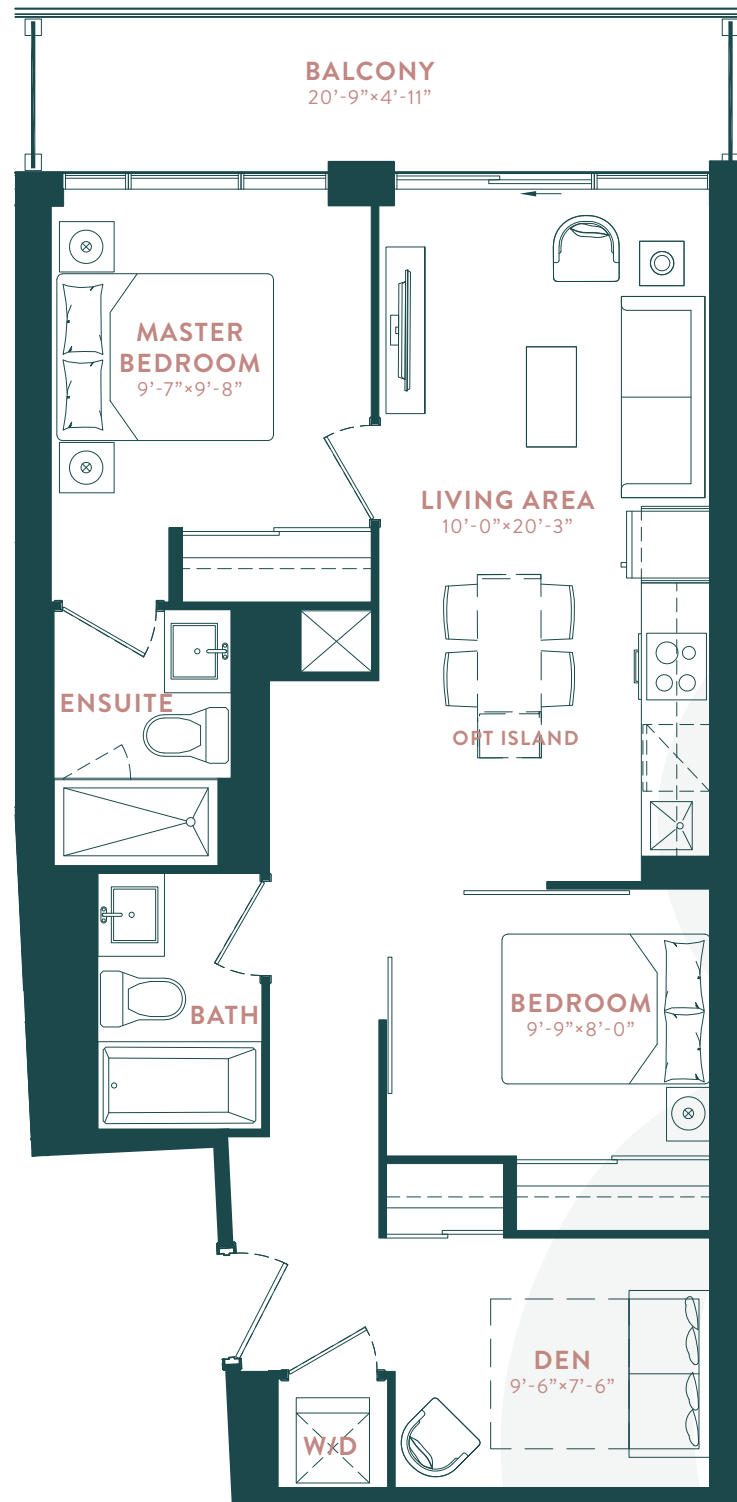 BALCONY
20’-9”×4’-11”
MASTER
BEDROOM
9’-7”×9’-8”
LIVING AREA
10’-0”×20’-3”
ENSUITE
OPT ISLAND
BATH
BEDROOM
9’-9”×8’-0”
DEN
9’-6”×7’-6”
W/D